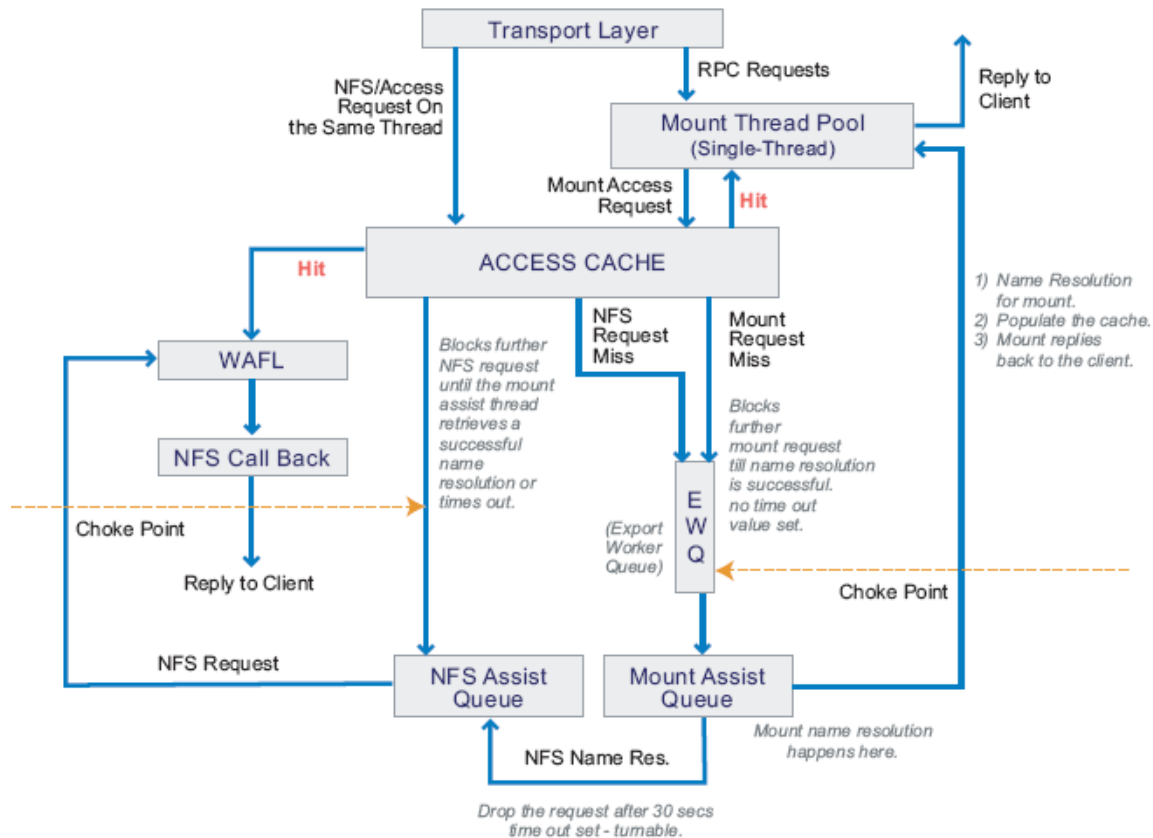 Transport Layer
NFS/Access
Request On
the Same Thread
RPC Requests
Reply to
Client
Mount Thread Pool
(Single-Thread)
Mount Access
Request
Hit
ACCESS CACHE
Hit
NFS
Request
Miss
Mount
Request
Miss
1) Name Resolution
for mount.
2) Populate the cache.
3) Mount replies
back to the client.
WAFL
Blocks further
NFS request
until the mount
assist thread
retrieves a
successful
name
resolution or
times out.
Blocks
further
mount request
till name resolution
is successful.
no time out
value set.
NFS Call Back
E
W
Q
(Export
Worker
Queue)
Choke Point
Choke Point
Reply to Client
NFS Request
NFS Assist
Queue
Mount Assist
Queue
Mount name resolution
happens here.
NFS Name Res.
Drop the request after 30 secs
time out set - turnable.